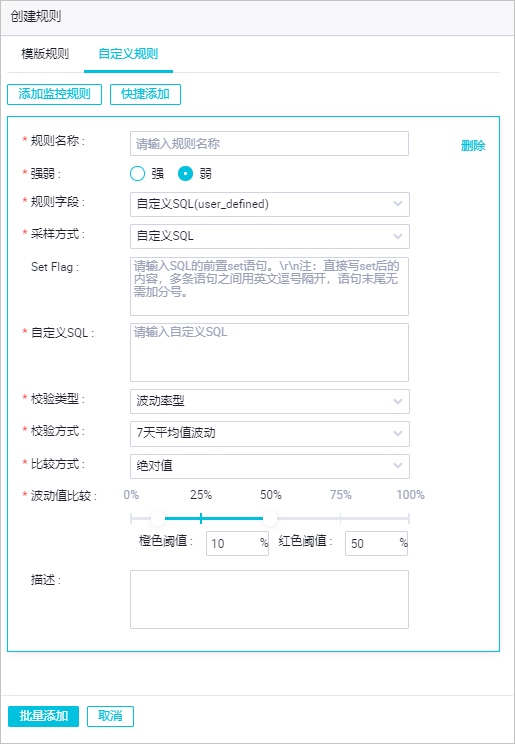 创建规则
模版规则 自定义规则
添加监控规则 快捷添加
* 规则名称 : 请输入规则名称 删除
* 强弱 : 强 弱
* 规则字段 : 自定义SQL(user_defined)
* 采样方式 : 自定义SQL
Set Flag : 请输入SQL的前置set语句。\r\n注：直接写set后的
内容，多条语句之间用英文逗号隔开，语句末尾无
需加分号。
* 自定义SQL : 请输入自定义SQL
* 校验类型 : 波动率型
* 校验方式 : 7天平均值波动
* 比较方式 : 绝对值
* 波动值比较 : 0% 25% 50% 75% 100%
橙色阈值 : 10 % 红色阈值 : 50 %
描述 :
批量添加 取消